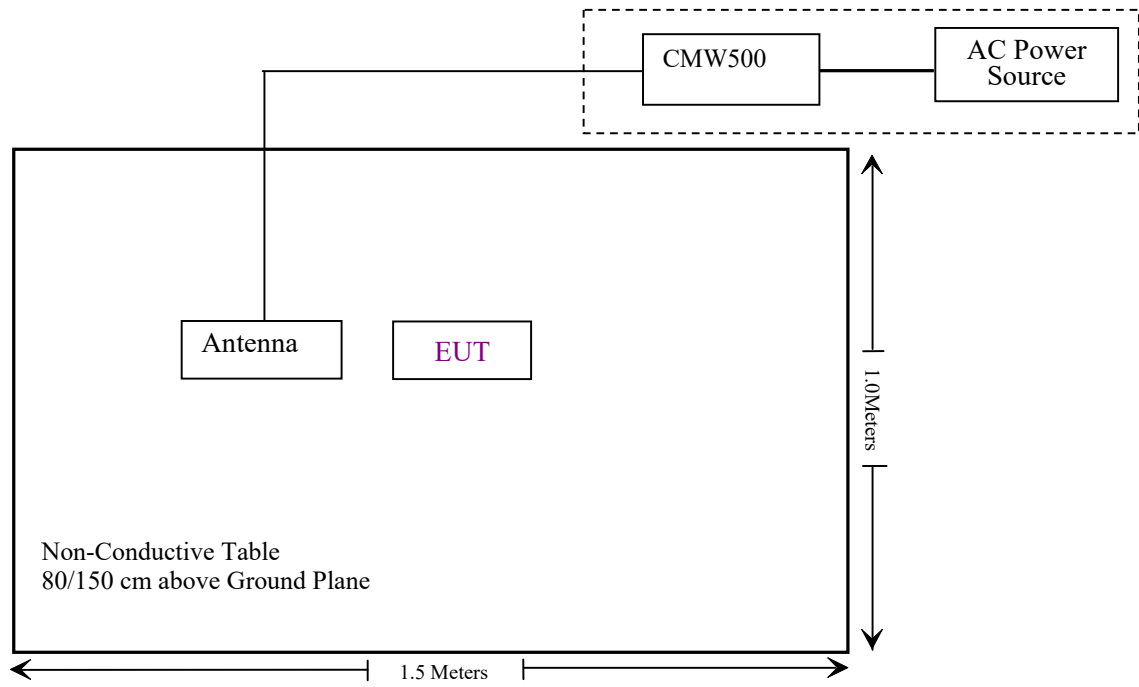 CMW500
AC Power
Source
Antenna
EUT
1.0Meters
Non-Conductive Table
80/150 cm above Ground Plane
1.5 Meters